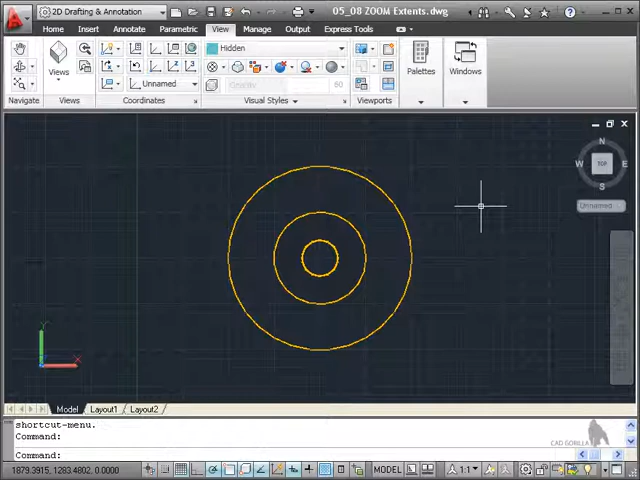 2D Drafting & Annotation
05_08 ZOOM Extents.dwg
Home Insert Annotate Parametric View Manage Output Express Tools
Hidden
Unnamed
Gravity 60
Views
Palettes
Windows
Navigate Views Coordinates Visual Styles Viewports
N
W TOP E
S
Unnamed
Y
X
Model Layout1 Layout2
shortcut-menu.
Command:
CAD GORILLA
Command:
1879.3915, 1283.4802, 0.0000 MODEL 1:1